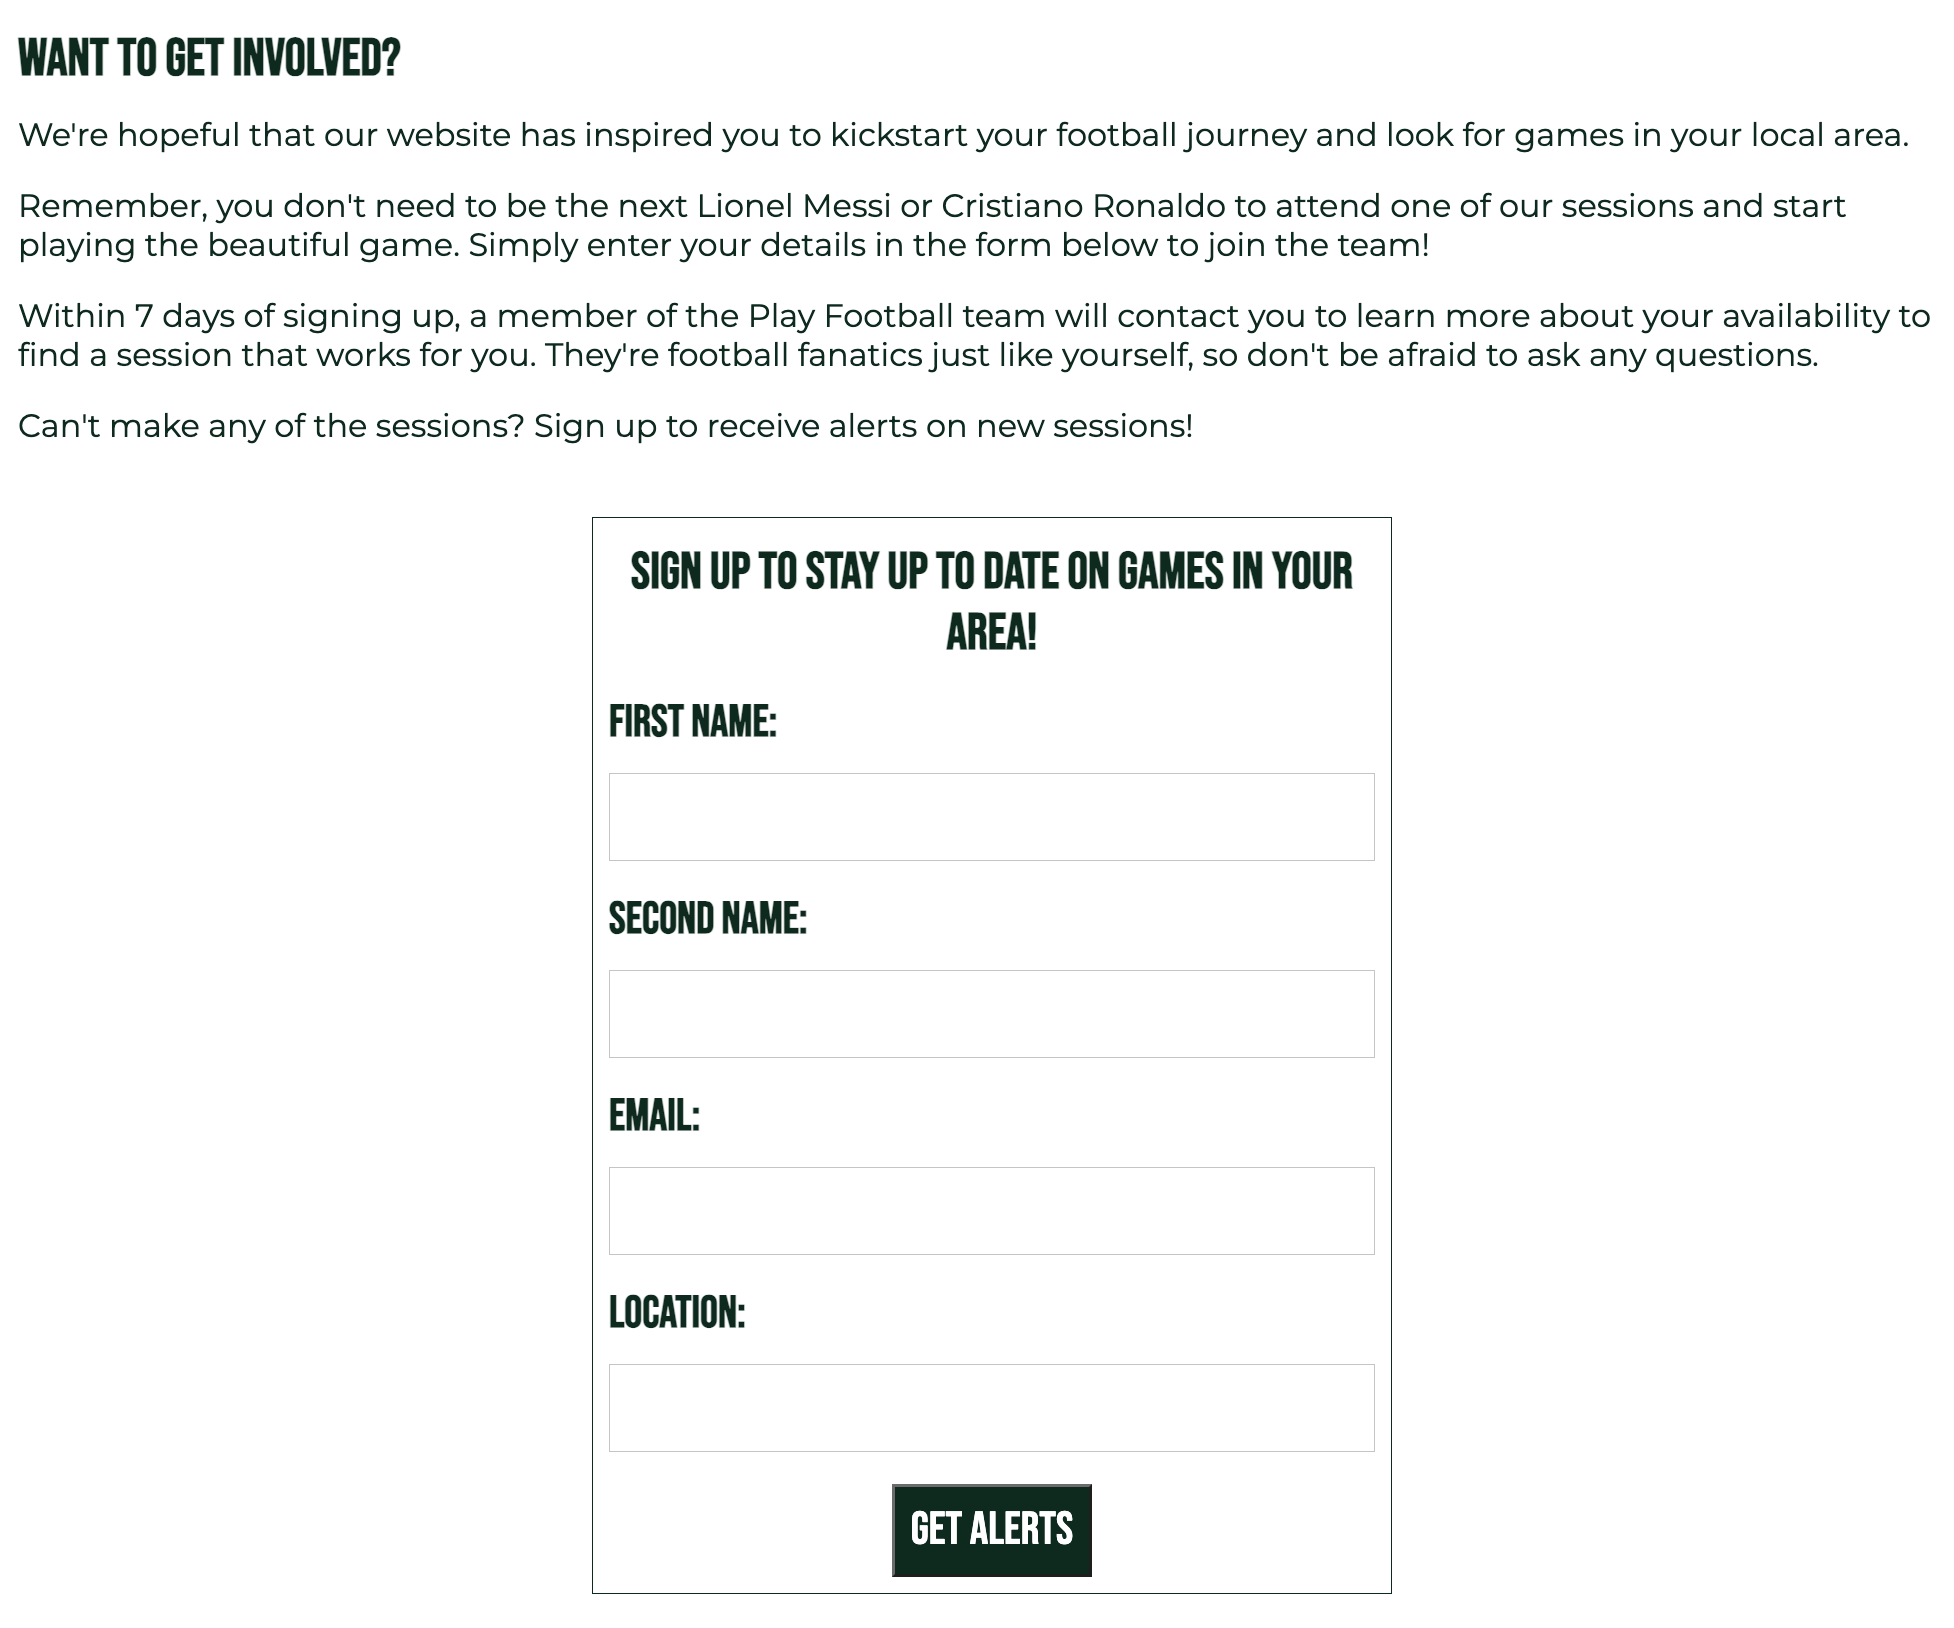 WANT TO GET INVOLVED?
We're hopeful that our website has inspired you to kickstart your football journey and look for games in your local area.
Remember, you don't need to be the next Lionel Messi or Cristiano Ronaldo to attend one of our sessions and start
playing the beautiful game. Simply enter your details in the form below to join the team!
Within 7 days of signing up, a member of the Play Football team will contact you to learn more about your availability to
find a session that works for you. They're football fanatics just like yourself, so don't be afraid to ask any questions.
Can't make any of the sessions? Sign up to receive alerts on new sessions!
SIGN UP TO STAY UP TO DATE ON GAMES IN YOUR
AREA!
FIRST NAME:
SECOND NAME:
EMAIL:
LOCATION:
GET ALERTS